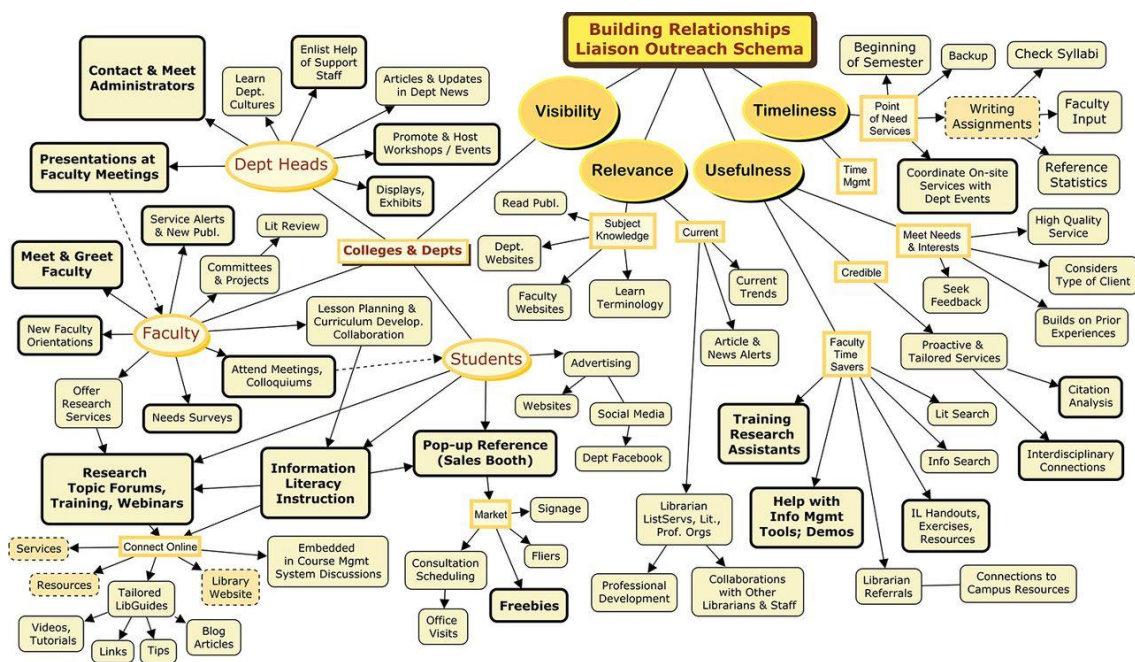 Building Relationships
Liaison Outreach Schema
Visibility
Relevance
Usefulness
Timeliness
Beginning
of Semester
Backup
Check Syllabi
Point
of Need
Services
Writing
Assignments
Faculty
Input
Reference
Statistics
Time
Mgmt
Coordinate On-site
Services with
Dept Events
Contact & Meet
Administrators
Learn
Dept.
Cultures
Enlist Help
of Support
Staff
Articles & Updates
in Dept News
Promote & Host
Workshops / Events
Displays,
Exhibits
Dept Heads
Presentations at
Faculty Meetings
Service Alerts
& New Publ.
Lit Review
Committees
& Projects
Meet & Greet
Faculty
New Faculty
Orientations
Faculty
Colleges & Depts
Lesson Planning &
Curriculum Develop.
Collaboration
Attend Meetings,
Colloquiums
Needs Surveys
Offer
Research
Services
Students
Advertising
Websites
Social Media
Dept Facebook
Read Publ.
Subject
Knowledge
Dept.
Websites
Faculty
Websites
Learn
Terminology
Current
Current
Trends
Article &
News Alerts
Meet Needs
& Interests
High Quality
Service
Considers
Type of Client
Seek
Feedback
Builds on Prior
Experiences
Credible
Proactive &
Tailored Services
Citation
Analysis
Interdisciplinary
Connections
Faculty
Time
Savers
Training
Research
Assistants
Lit Search
Info Search
Help with
Info Mgmt
Tools; Demos
IL Handouts,
Exercises,
Resources
Librarian
Referrals
Connections to
Campus Resources
Research
Topic Forums,
Training, Webinars
Information
Literacy
Instruction
Pop-up Reference
(Sales Booth)
Market
Signage
Fliers
Consultation
Scheduling
Office
Visits
Freebies
Librarian
ListServs, Lit.,
Prof. Orgs
Professional
Development
Collaborations
with Other
Librarians & Staff
Services
Connect Online
Embedded
in Course Mgmt
System Discussions
Resources
Library
Website
Tailored
LibGuides
Videos,
Tutorials
Links
Tips
Blog
Articles